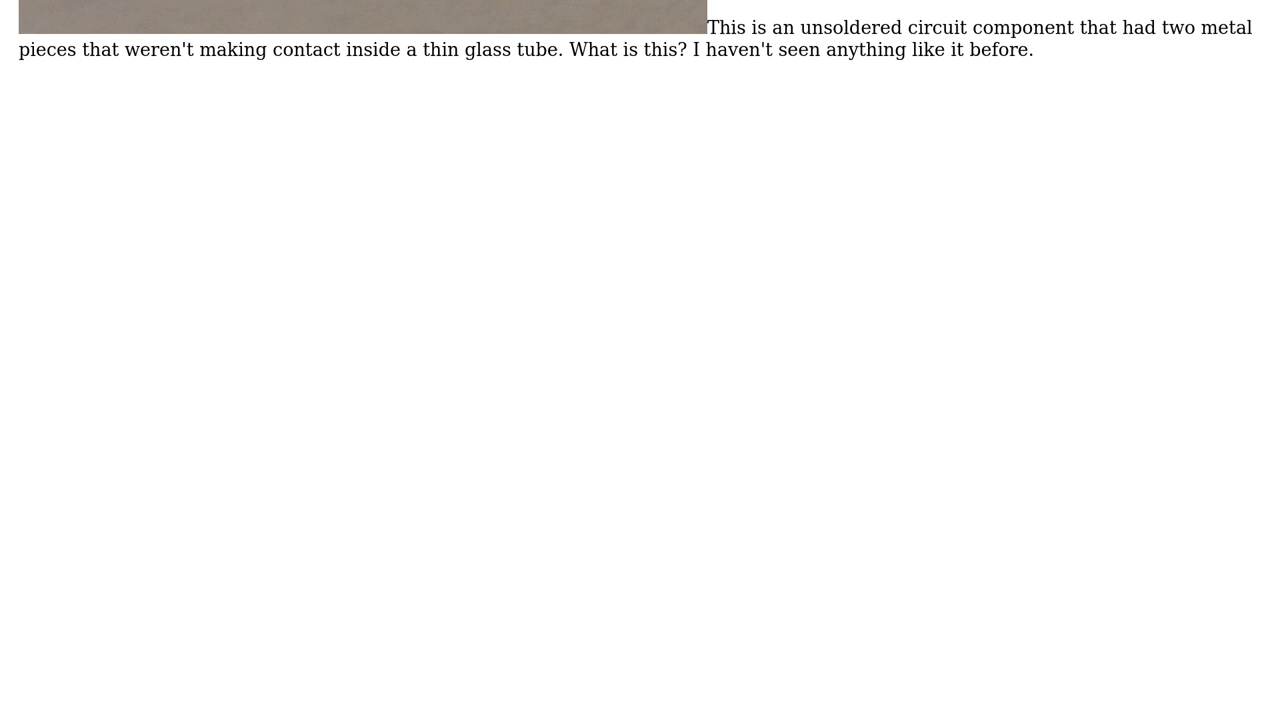 This is an unsoldered circuit component that had two metal
pieces that weren't making contact inside a thin glass tube. What is this? I haven't seen anything like it before.